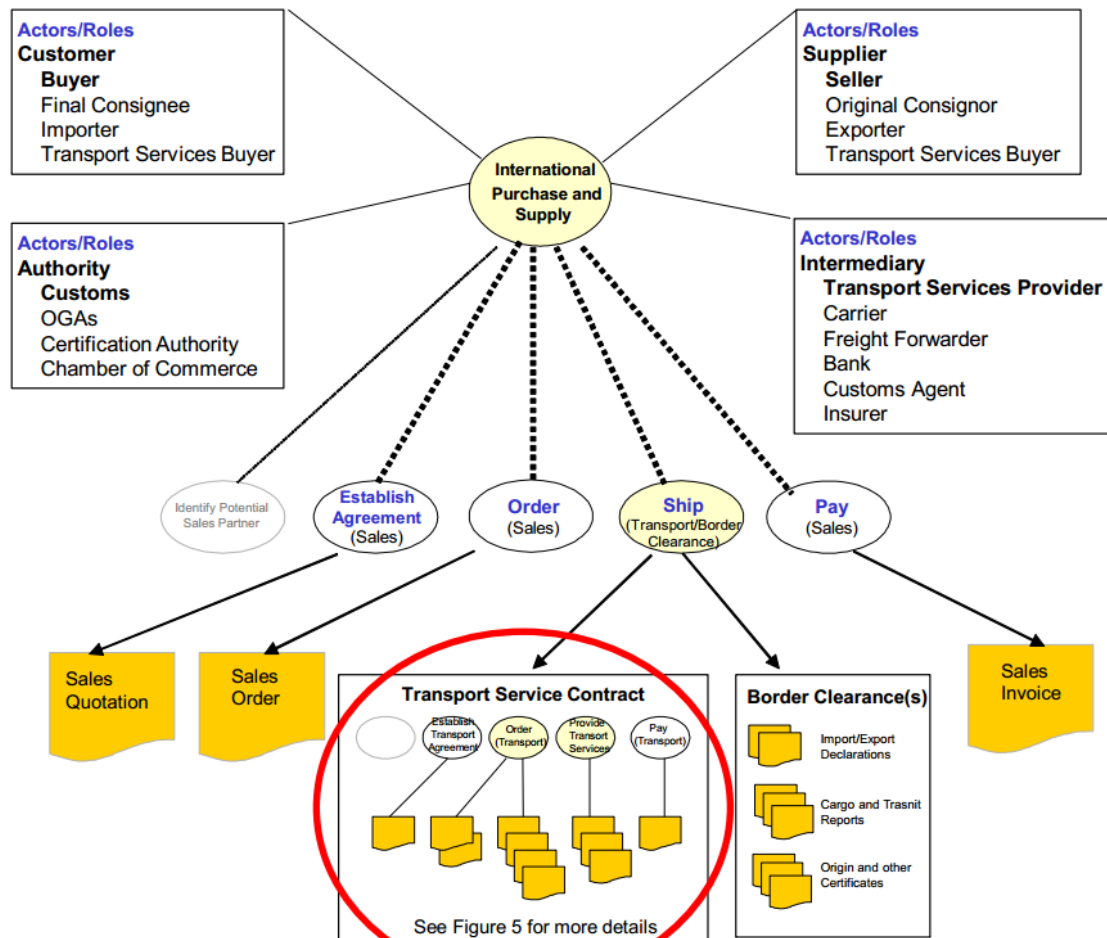 Actors/Roles
Customer
Buyer
Final Consignee
Importer
Transport Services Buyer
Actors/Roles
Supplier
Seller
Original Consignor
Exporter
Transport Services Buyer
International
Purchase and
Supply
Actors/Roles
Authority
Customs
OGAs
Certification Authority
Chamber of Commerce
Actors/Roles
Intermediary
Transport Services Provider
Carrier
Freight Forwarder
Bank
Customs Agent
Insurer
Identify Potential
Sales Partner
Establish
Agreement
(Sales)
Order
(Sales)
Ship
(Transport/Border
Clearance)
Pay
(Sales)
Sales
Quotation
Sales
Order
Transport Service Contract
Establish
Transport
Agreement
Order
(Transport)
Provide
Transort
Services
Pay
(Transport)
See Figure 5 for more details
Border Clearance(s)
Import/Export
Declarations
Cargo and Trasnit
Reports
Origin and other
Certificates
Sales
Invoice